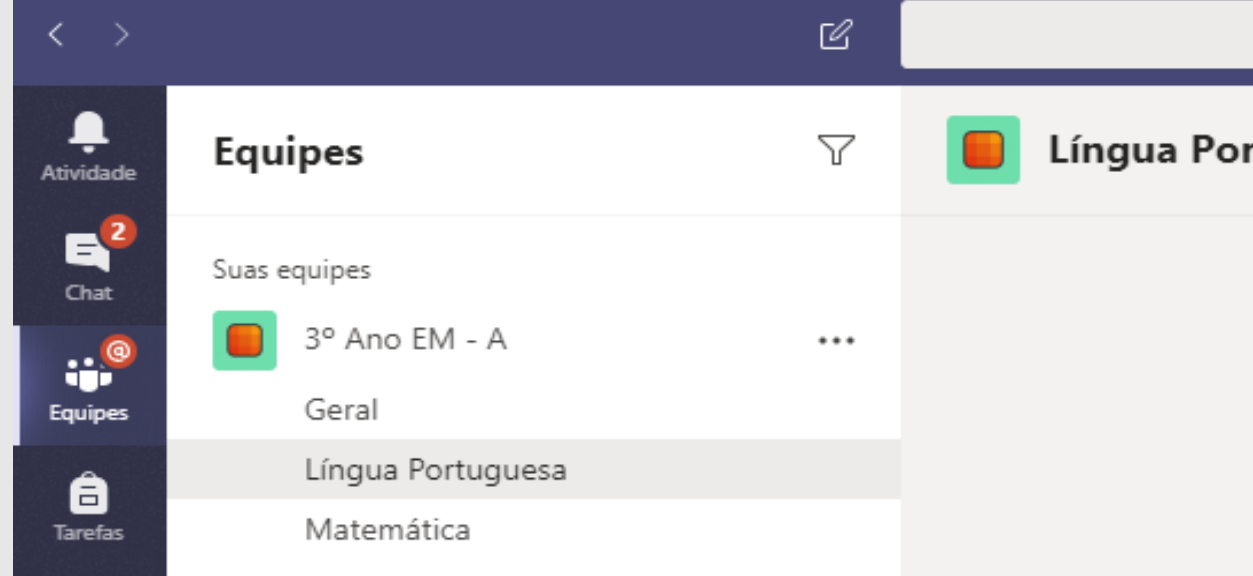 Atividade
2
Chat
@
Equipes
Tarefas
Equipes
Suas equipes
3º Ano EM - A
Geral
Língua Portuguesa
Matemática
Língua Por